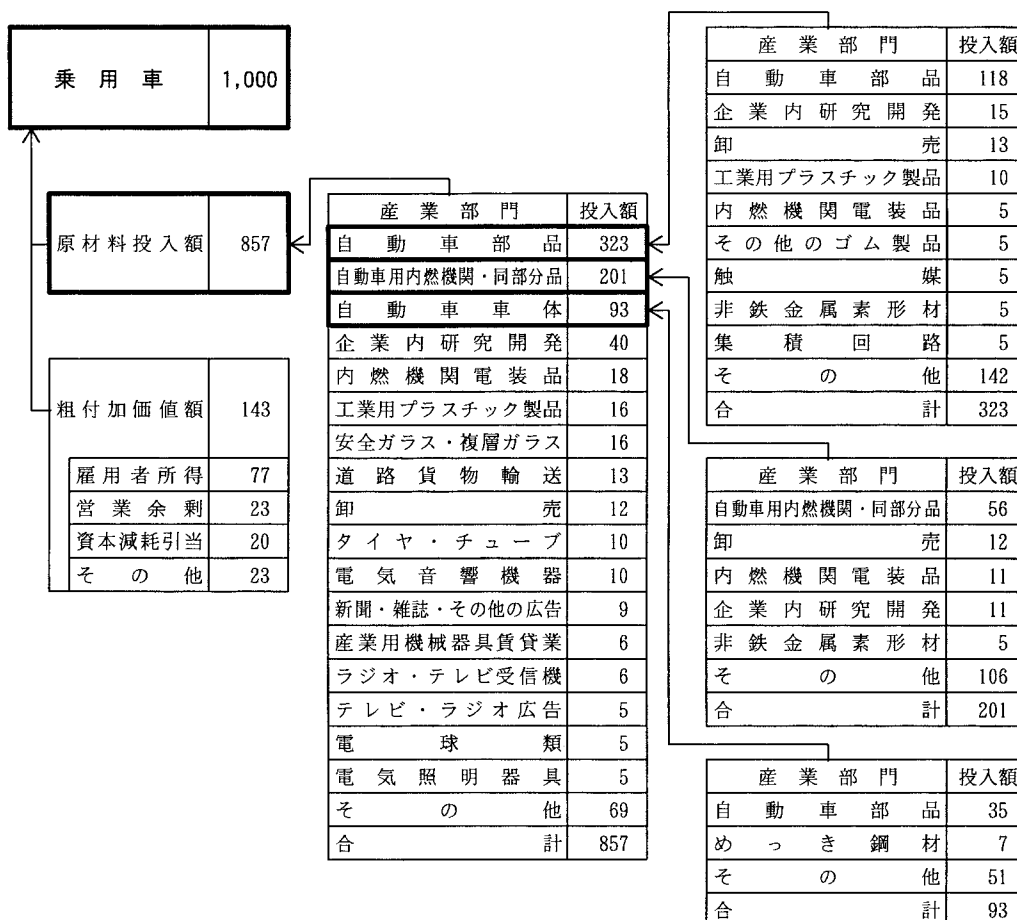 乗用車 1,000
原材料投入額 857
粗付加価値額 143
雇用者所得 77
営業余剰 23
資本減耗引当 20
その他 23
産業部門 投入額
自動車部品 323
自動車用内燃機関・同部分品 201
自動車車体 93
企業内研究開発 40
内燃機関電装品 18
工業用プラスチック製品 16
安全ガラス・複層ガラス 16
道路貨物輸送 13
卸売 12
タイヤ・チューブ 10
電気音響機器 10
新聞・雑誌・その他の広告 9
産業用機械器具賃貸業 6
ラジオ・テレビ受信機 6
テレビ・ラジオ広告 5
電球類 5
電気照明器具 5
その他 69
合計 857
産業部門 投入額
自動車部品 118
企業内研究開発 15
卸売 13
工業用プラスチック製品 10
内燃機関電装品 5
その他のゴム製品 5
触媒 5
非鉄金属素形材 5
集積回路 5
その他 142
合計 323
産業部門 投入額
自動車用内燃機関・同部分品 56
卸売 12
内燃機関電装品 11
企業内研究開発 11
非鉄金属素形材 5
その他 106
合計 201
産業部門 投入額
自動車部品 35
めっき鋼材 7
その他 51
合計 93